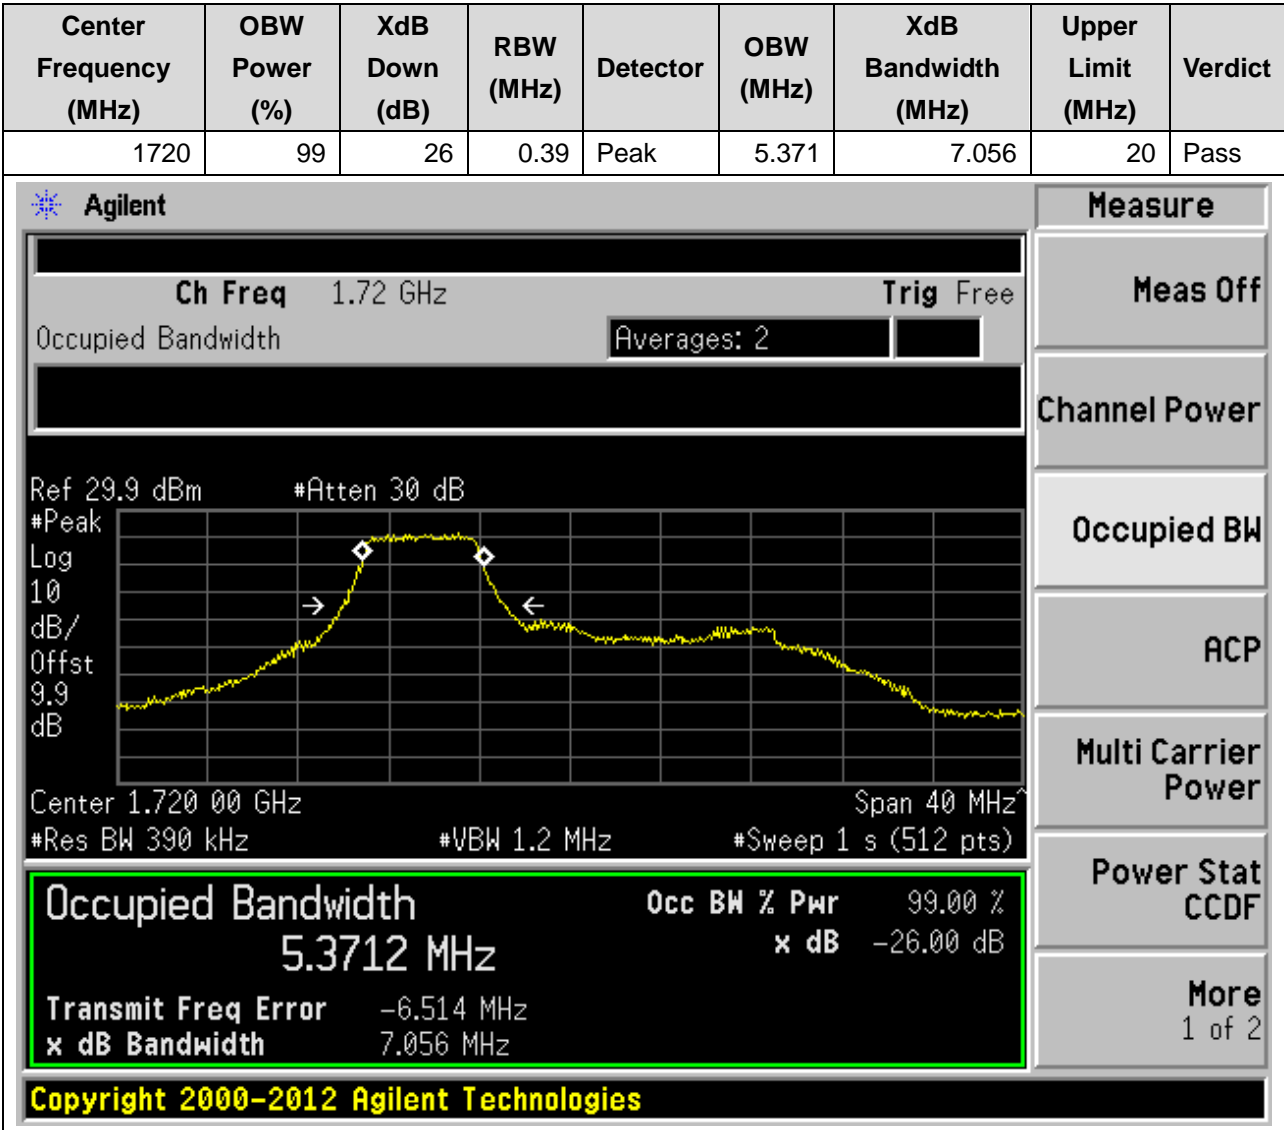 Center Frequency (MHz) OBW Power (%) XdB Down (dB) RBW (MHz) Detector OBW (MHz) XdB Bandwidth (MHz) Upper Limit (MHz) Verdict
1720 99 26 0.39 Peak 5.371 7.056 20 Pass
Agilent
Measure
Ch Freq 1.72 GHz Trig Free
Meas Off
Occupied Bandwidth Averages: 2
Channel Power
Ref 29.9 dBm #Atten 30 dB
#Peak
Log
10
dB/
Offst
9.9
dB
Occupied BW
ACP
Center 1.720 00 GHz Span 40 MHz^
#Res BW 390 kHz #VBW 1.2 MHz #Sweep 1 s (512 pts)
Multi Carrier
Power
Occupied Bandwidth Occ BW % Pwr 99.00 %
5.3712 MHz x dB -26.00 dB
Power Stat
CCDF
Transmit Freq Error -6.514 MHz
x dB Bandwidth 7.056 MHz
More
1 of 2
Copyright 2000-2012 Agilent Technologies